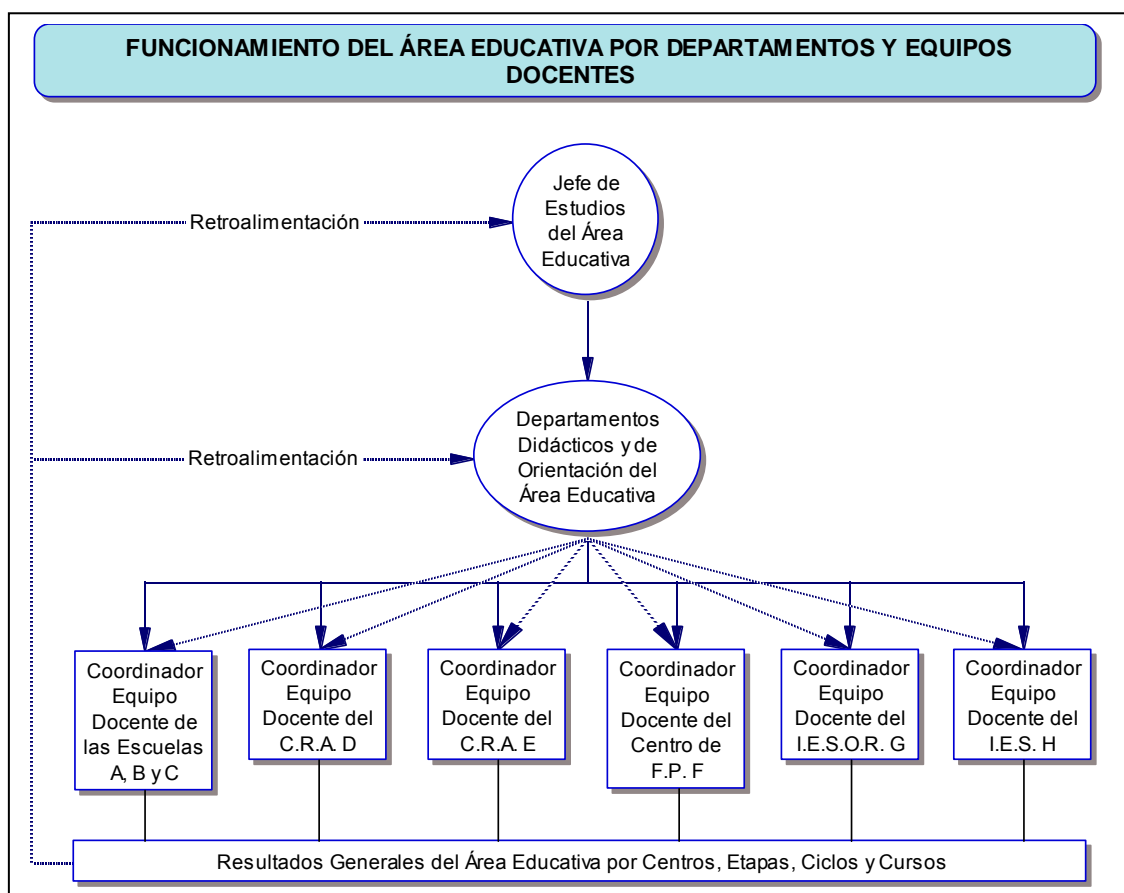 FUNCIONAMIENTO DEL ÁREA EDUCATIVA POR DEPARTAMENTOS Y EQUIPOS
DOCENTES
Jefe de
Estudios
del Área
Educativa
Retroalimentación
Departamentos
Didácticos y de
Orientación del
Área Educativa
Retroalimentación
Coordinador
Equipo
Docente de
las Escuelas
A, B y C
Coordinador
Equipo
Docente del
C.R.A. D
Coordinador
Equipo
Docente del
C.R.A. E
Coordinador
Equipo
Docente del
Centro de
F.P. F
Coordinador
Equipo
Docente del
I.E.S.O.R. G
Coordinador
Equipo
Docente del
I.E.S. H
Resultados Generales del Área Educativa por Centros, Etapas, Ciclos y Cursos